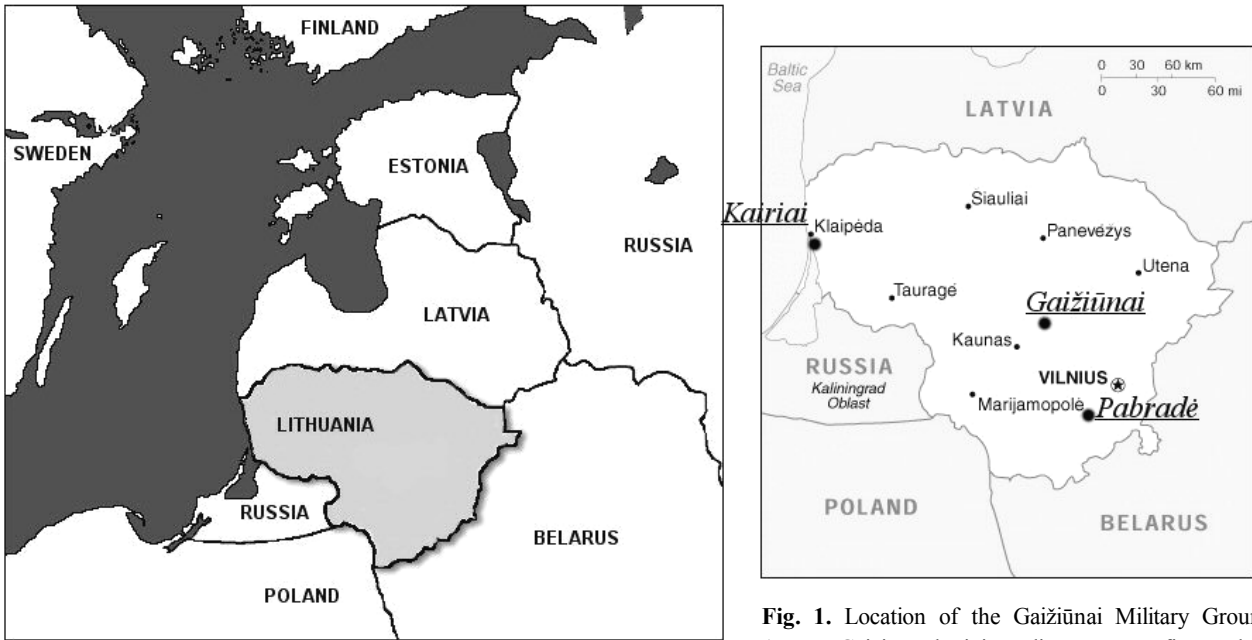 FINLAND
SWEDEN
ESTONIA
RUSSIA
LATVIA
LITHUANIA
RUSSIA
BELARUS
POLAND
Baltic
Sea
0 30 60 km
0 30 60 mi
LATVIA
Siauliai
Kairiai
Klaipėda
Panevėzys
Utena
Tauragė
Gaižiūnai
Kaunas
RUSSIA
Kaliningrad
Oblast
VILNIUS
Marijamopolė
Pabradė
POLAND
BELARUS
Fig. 1. Location of the Gaižiūnai Military Groun